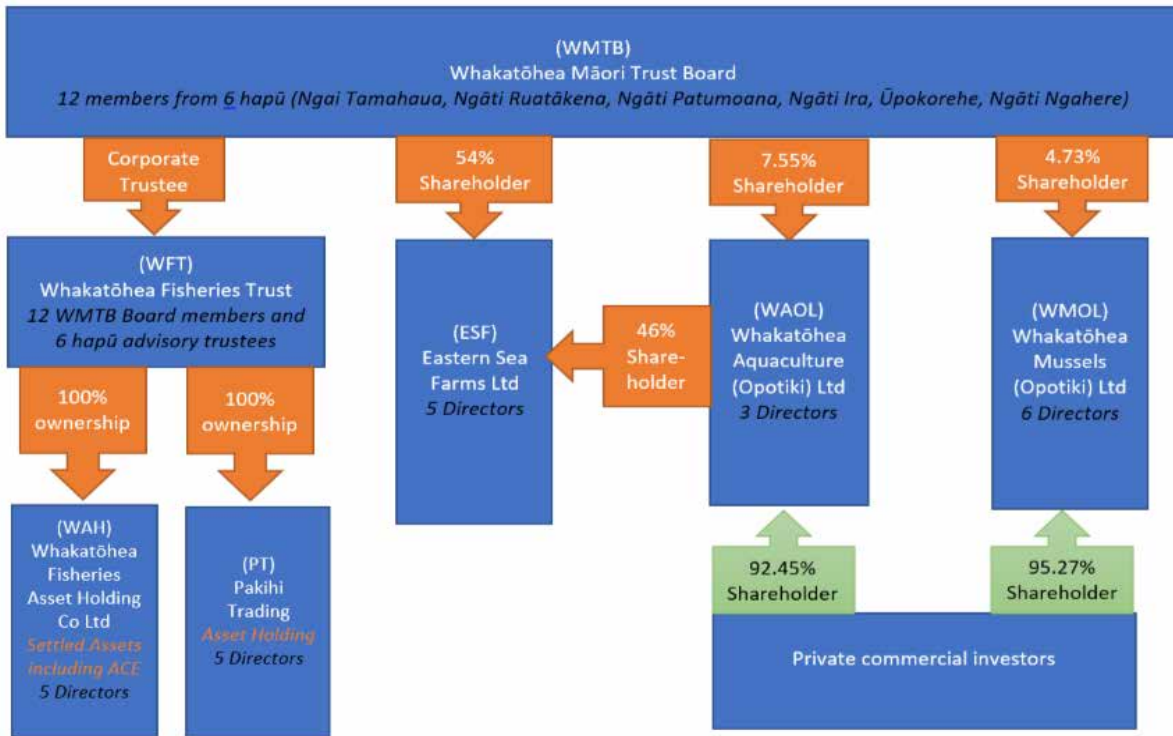 (WMTB)
Whakatōhea Māori Trust Board
12 members from 6 hapū (Ngai Tamahaua, Ngāti Ruatākena, Ngāti Patumoana, Ngāti Ira, Ūpokorehe, Ngāti Ngahere)
Corporate
Trustee
54%
Shareholder
7.55%
Shareholder
4.73%
Shareholder
(WFT)
Whakatōhea Fisheries Trust
12 WMTB Board members and
6 hapū advisory trustees
(ESF)
Eastern Sea
Farms Ltd
5 Directors
46%
Share-
holder
(WAOL)
Whakatōhea
Aquaculture
(Opotiki) Ltd
3 Directors
(WMOL)
Whakatōhea
Mussels
(Opotiki) Ltd
6 Directors
100%
ownership
100%
ownership
(WAH)
Whakatōhea
Fisheries
Asset Holding
Co Ltd
Settled Assets
including ACE
5 Directors
(PT)
Pakihi
Trading
Asset Holding
5 Directors
92.45%
Shareholder
95.27%
Shareholder
Private commercial investors